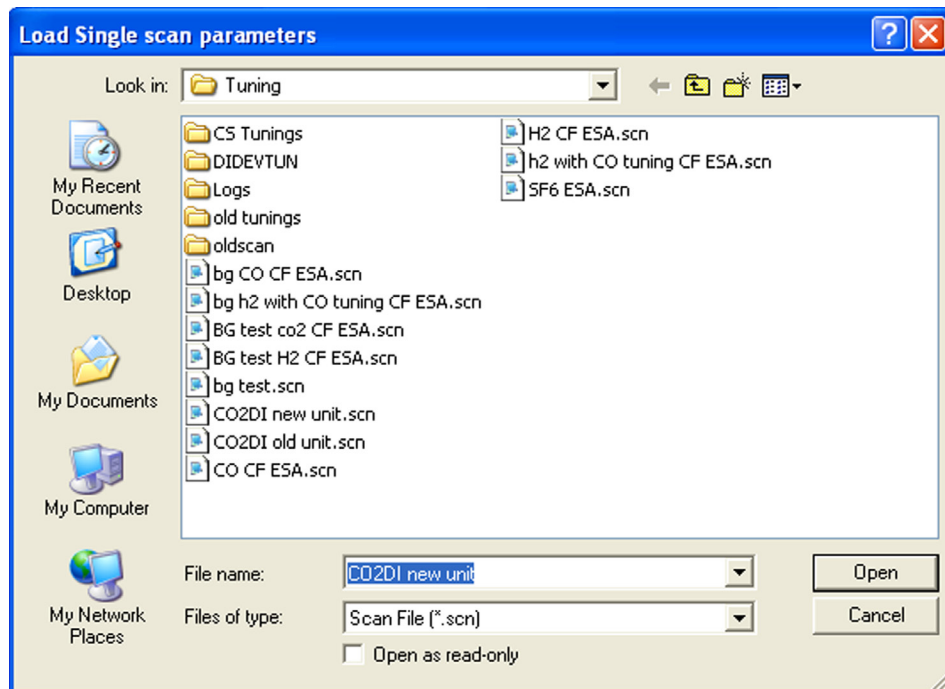 Load Single scan parameters
Look in:
Tuning
My Recent
Documents
Desktop
My Documents
My Computer
My Network
Places
CS Tunings
DIDEVTUN
Logs
old tunings
oldscan
bg CO CF ESA.scn
bg h2 with CO tuning CF ESA.scn
BG test co2 CF ESA.scn
BG test H2 CF ESA.scn
bg test.scn
CO2DI new unit.scn
CO2DI old unit.scn
CO CF ESA.scn
H2 CF ESA.scn
h2 with CO tuning CF ESA.scn
SF6 ESA.scn
File name:
CO2DI new unit
Open
Files of type:
Scan File (*.scn)
Cancel
Open as read-only